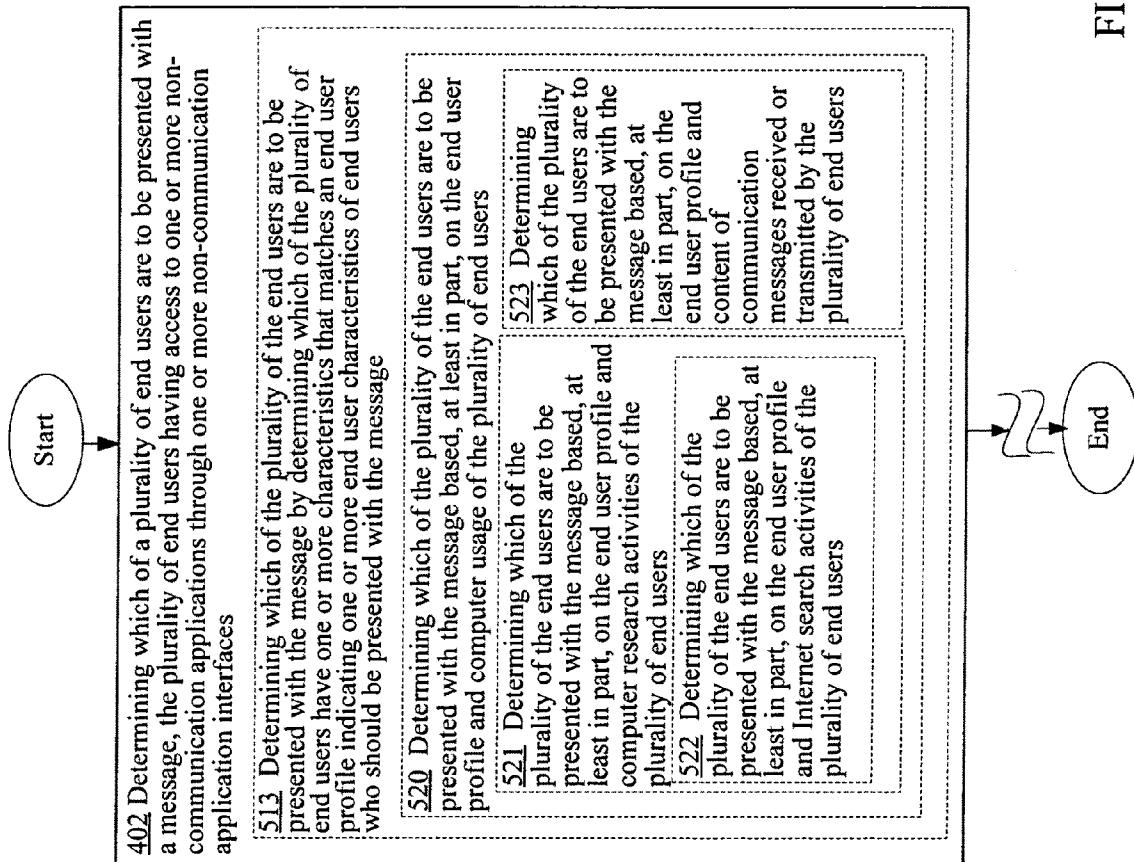 Start
402 Determining which of a plurality of end users are to be presented with
a message, the plurality of end users having access to one or more non-
communication applications through one or more non-communication
application interfaces
513 Determining which of the plurality of the end users are to be
presented with the message by determining which of the plurality of
end users have one or more characteristics that matches an end user
profile indicating one or more end user characteristics of end users
who should be presented with the message
520 Determining which of the plurality of the end users are to be
presented with the message based, at least in part, on the end user
profile and computer usage of the plurality of end users
521 Determining which of the
plurality of the end users are to be
presented with the message based, at
least in part, on the end user profile and
computer research activities of the
plurality of end users
522 Determining which of the
plurality of the end users are to be
presented with the message based, at
least in part, on the end user profile
and Internet search activities of the
plurality of end users
523 Determining
which of the plurality
of the end users are to
be presented with the
message based, at
least in part, on the
end user profile and
content of
communication
messages received or
transmitted by the
plurality of end users
End
FI